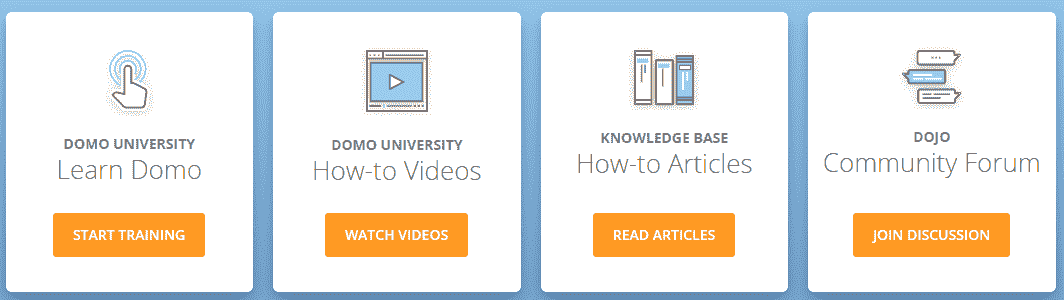 DOMO UNIVERSITY
Learn Domo
START TRAINING
DOMO UNIVERSITY
How-to Videos
WATCH VIDEOS
KNOWLEDGE BASE
How-to Articles
READ ARTICLES
DOJO
Community Forum
JOIN DISCUSSION